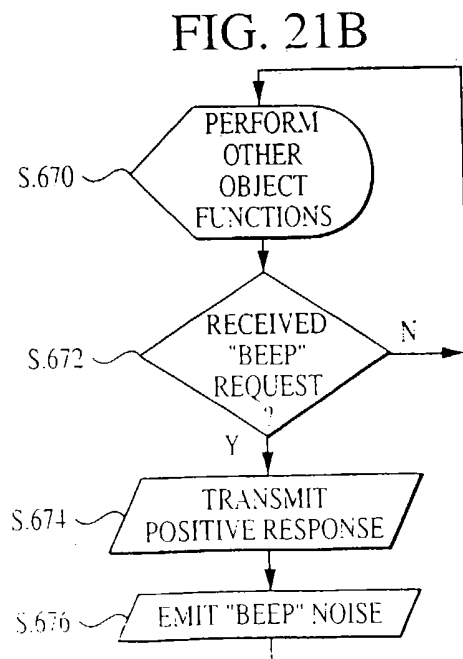 FIG. 21B
PERFORM
OTHER
OBJECT
FUNCTIONS
S.670
RECEIVED
"BEEP"
REQUEST
?
S.672
N
Y
TRANSMIT
POSITIVE RESPONSE
S.674
EMIT "BEEP" NOISE
S.676